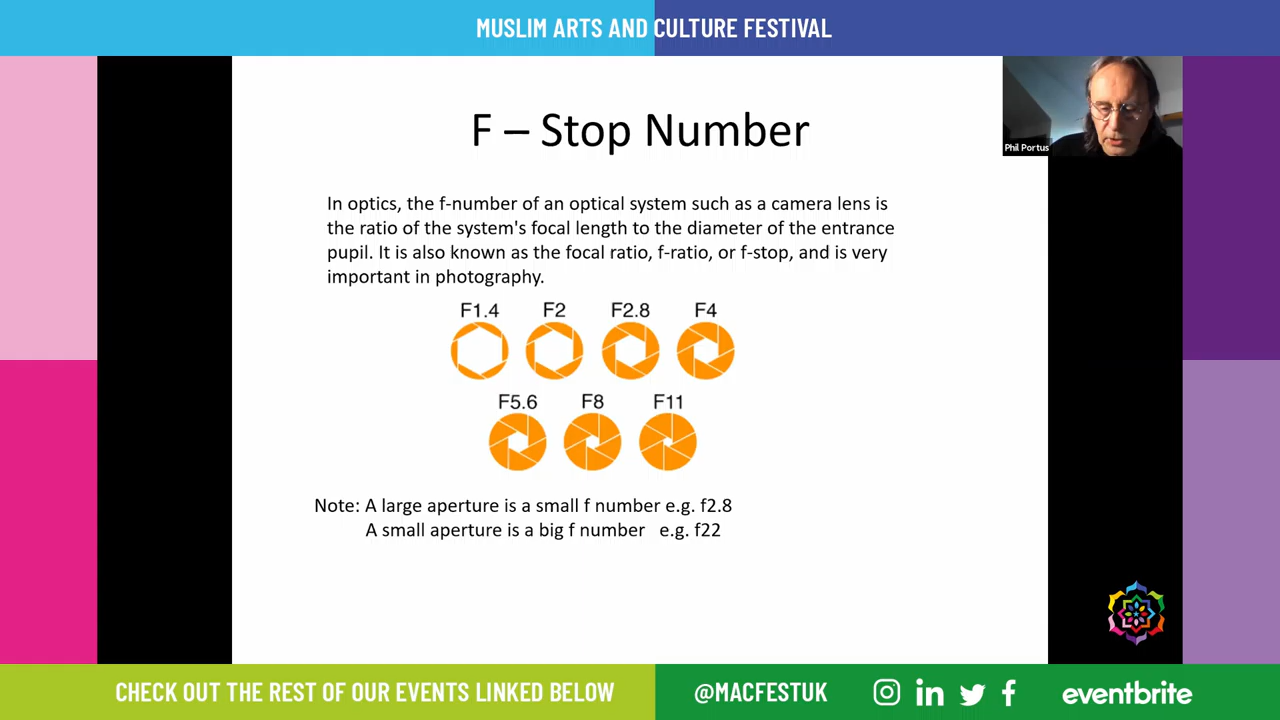 MUSLIM ARTS AND CULTURE FESTIVAL
F – Stop Number
Phil Portus
In optics, the f-number of an optical system such as a camera lens is
the ratio of the system's focal length to the diameter of the entrance
pupil. It is also known as the focal ratio, f-ratio, or f-stop, and is very
important in photography.
F1.4 F2 F2.8 F4
F5.6 F8 F11
Note: A large aperture is a small f number e.g. f2.8
A small aperture is a big f number e.g. f22
CHECK OUT THE REST OF OUR EVENTS LINKED BELOW @MACFESTUK eventbrite